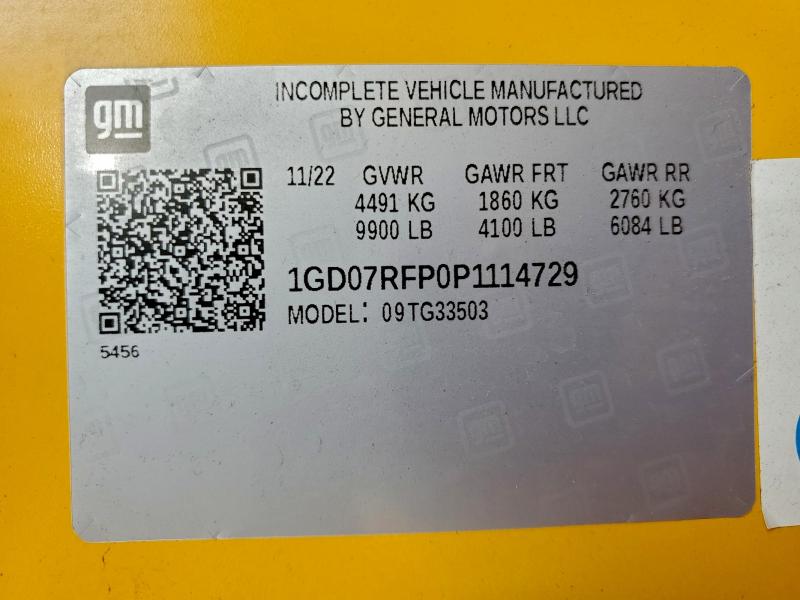 gm
INCOMPLETE VEHICLE MANUFACTURED
BY GENERAL MOTORS LLC
11/22 GVWR GAWR FRT GAWR RR
4491 KG 1860 KG 2760 KG
9900 LB 4100 LB 6084 LB
1GD07RFP0P1114729
MODEL: 09TG33503
5456